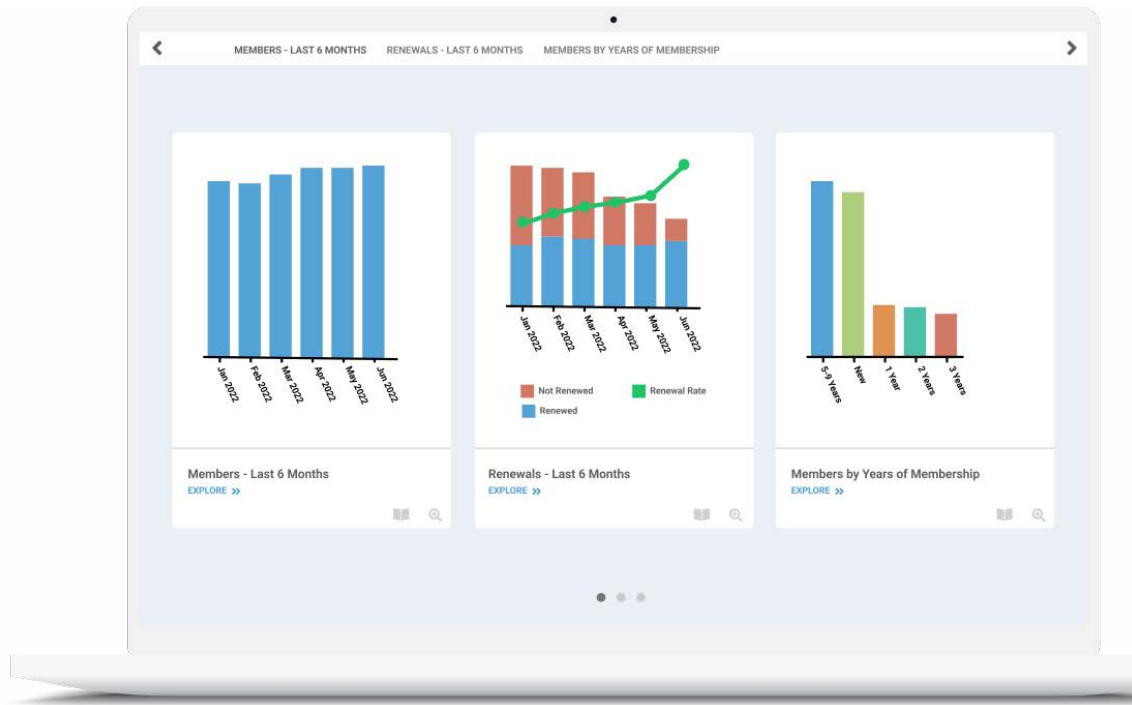 MEMBERS - LAST 6 MONTHS RENEWALS - LAST 6 MONTHS MEMBERS BY YEARS OF MEMBERSHIP
Jan 2022
Feb 2022
Mar 2022
Apr 2022
May 2022
Jun 2022
Members - Last 6 Months
EXPLORE »
Jan 2022
Feb 2022
Mar 2022
Apr 2022
May 2022
Jun 2022
Not Renewed
Renewal Rate
Renewed
Renewals - Last 6 Months
EXPLORE »
5-9 Years
New
1 Year
2 Years
3 Years
Members by Years of Membership
EXPLORE »